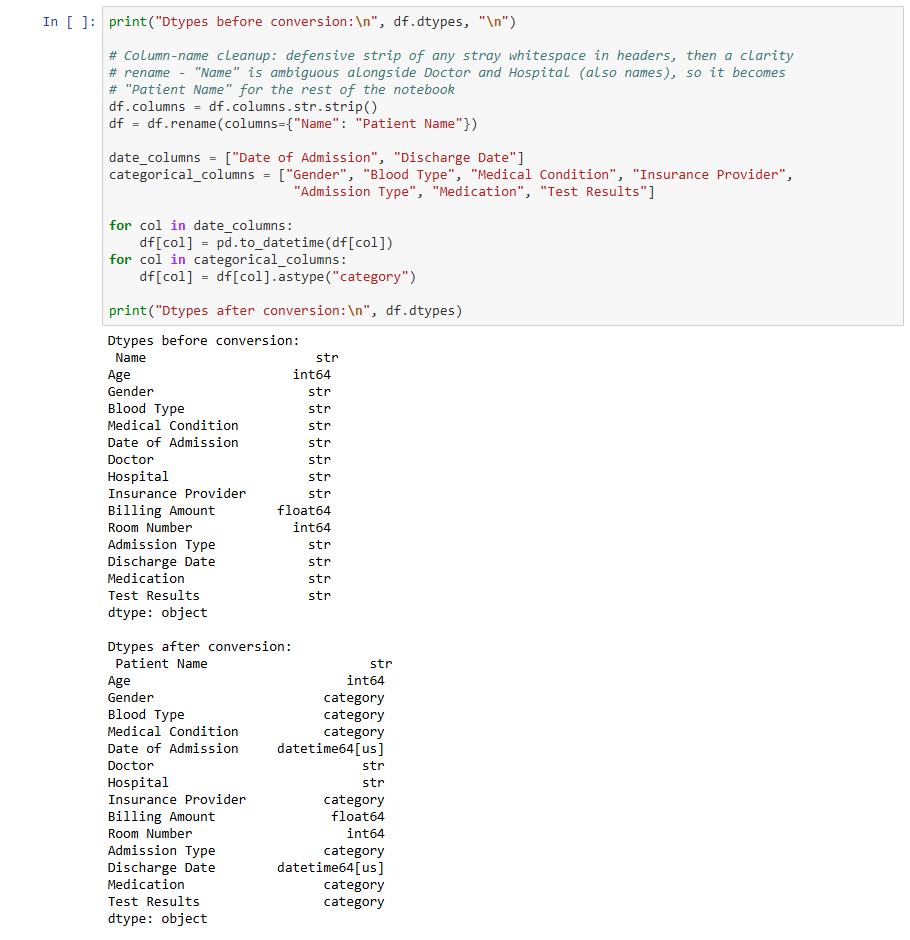 In [ ]: print("Dtypes before conversion:\n", df.dtypes, "\n")
# Column-name cleanup: defensive strip of any stray whitespace in headers, then a clarity
# rename - "Name" is ambiguous alongside Doctor and Hospital (also names), so it becomes
# "Patient Name" for the rest of the notebook
df.columns = df.columns.str.strip()
df = df.rename(columns={"Name": "Patient Name"})
date_columns = ["Date of Admission", "Discharge Date"]
categorical_columns = ["Gender", "Blood Type", "Medical Condition", "Insurance Provider",
"Admission Type", "Medication", "Test Results"]
for col in date_columns:
    df[col] = pd.to_datetime(df[col])
for col in categorical_columns:
    df[col] = df[col].astype("category")
print("Dtypes after conversion:\n", df.dtypes)
Dtypes before conversion:
Name str
Age int64
Gender str
Blood Type str
Medical Condition str
Date of Admission str
Doctor str
Hospital str
Insurance Provider str
Billing Amount float64
Room Number int64
Admission Type str
Discharge Date str
Medication str
Test Results str
dtype: object
Dtypes after conversion:
Patient Name str
Age int64
Gender category
Blood Type category
Medical Condition category
Date of Admission datetime64[us]
Doctor str
Hospital str
Insurance Provider category
Billing Amount float64
Room Number int64
Admission Type category
Discharge Date datetime64[us]
Medication category
Test Results category
dtype: object